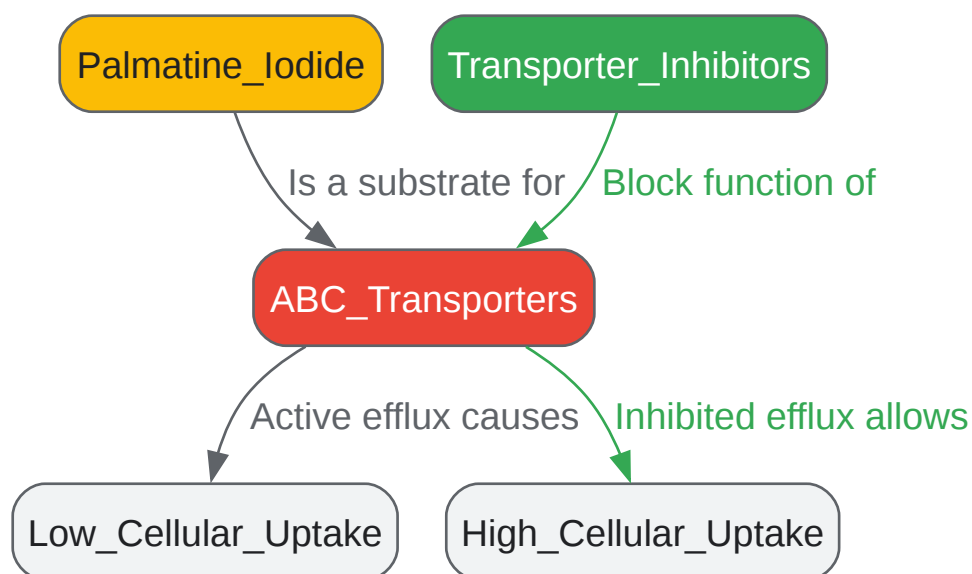 Palmatine_Iodide
Transporter_Inhibitors
Is a substrate for
Block function of
ABC_Transporters
Active efflux causes
Inhibited efflux allows
Low_Cellular_Uptake
High_Cellular_Uptake